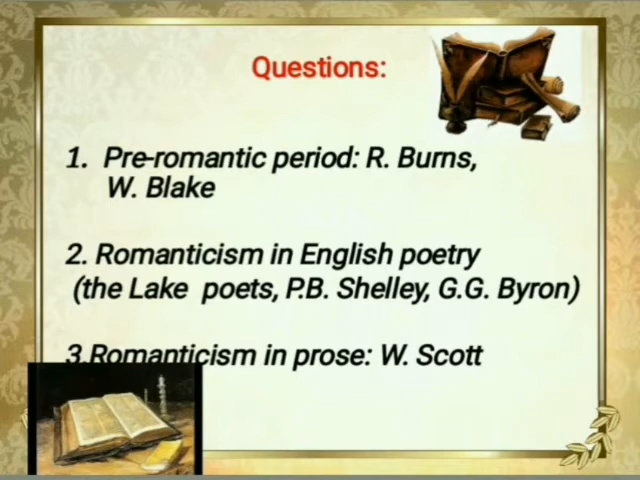 Questions:
1. Pre-romantic period: R. Burns,
W. Blake
2. Romanticism in English poetry
(the Lake poets, P.B. Shelley, G.G. Byron)
3.Romanticism in prose: W. Scott